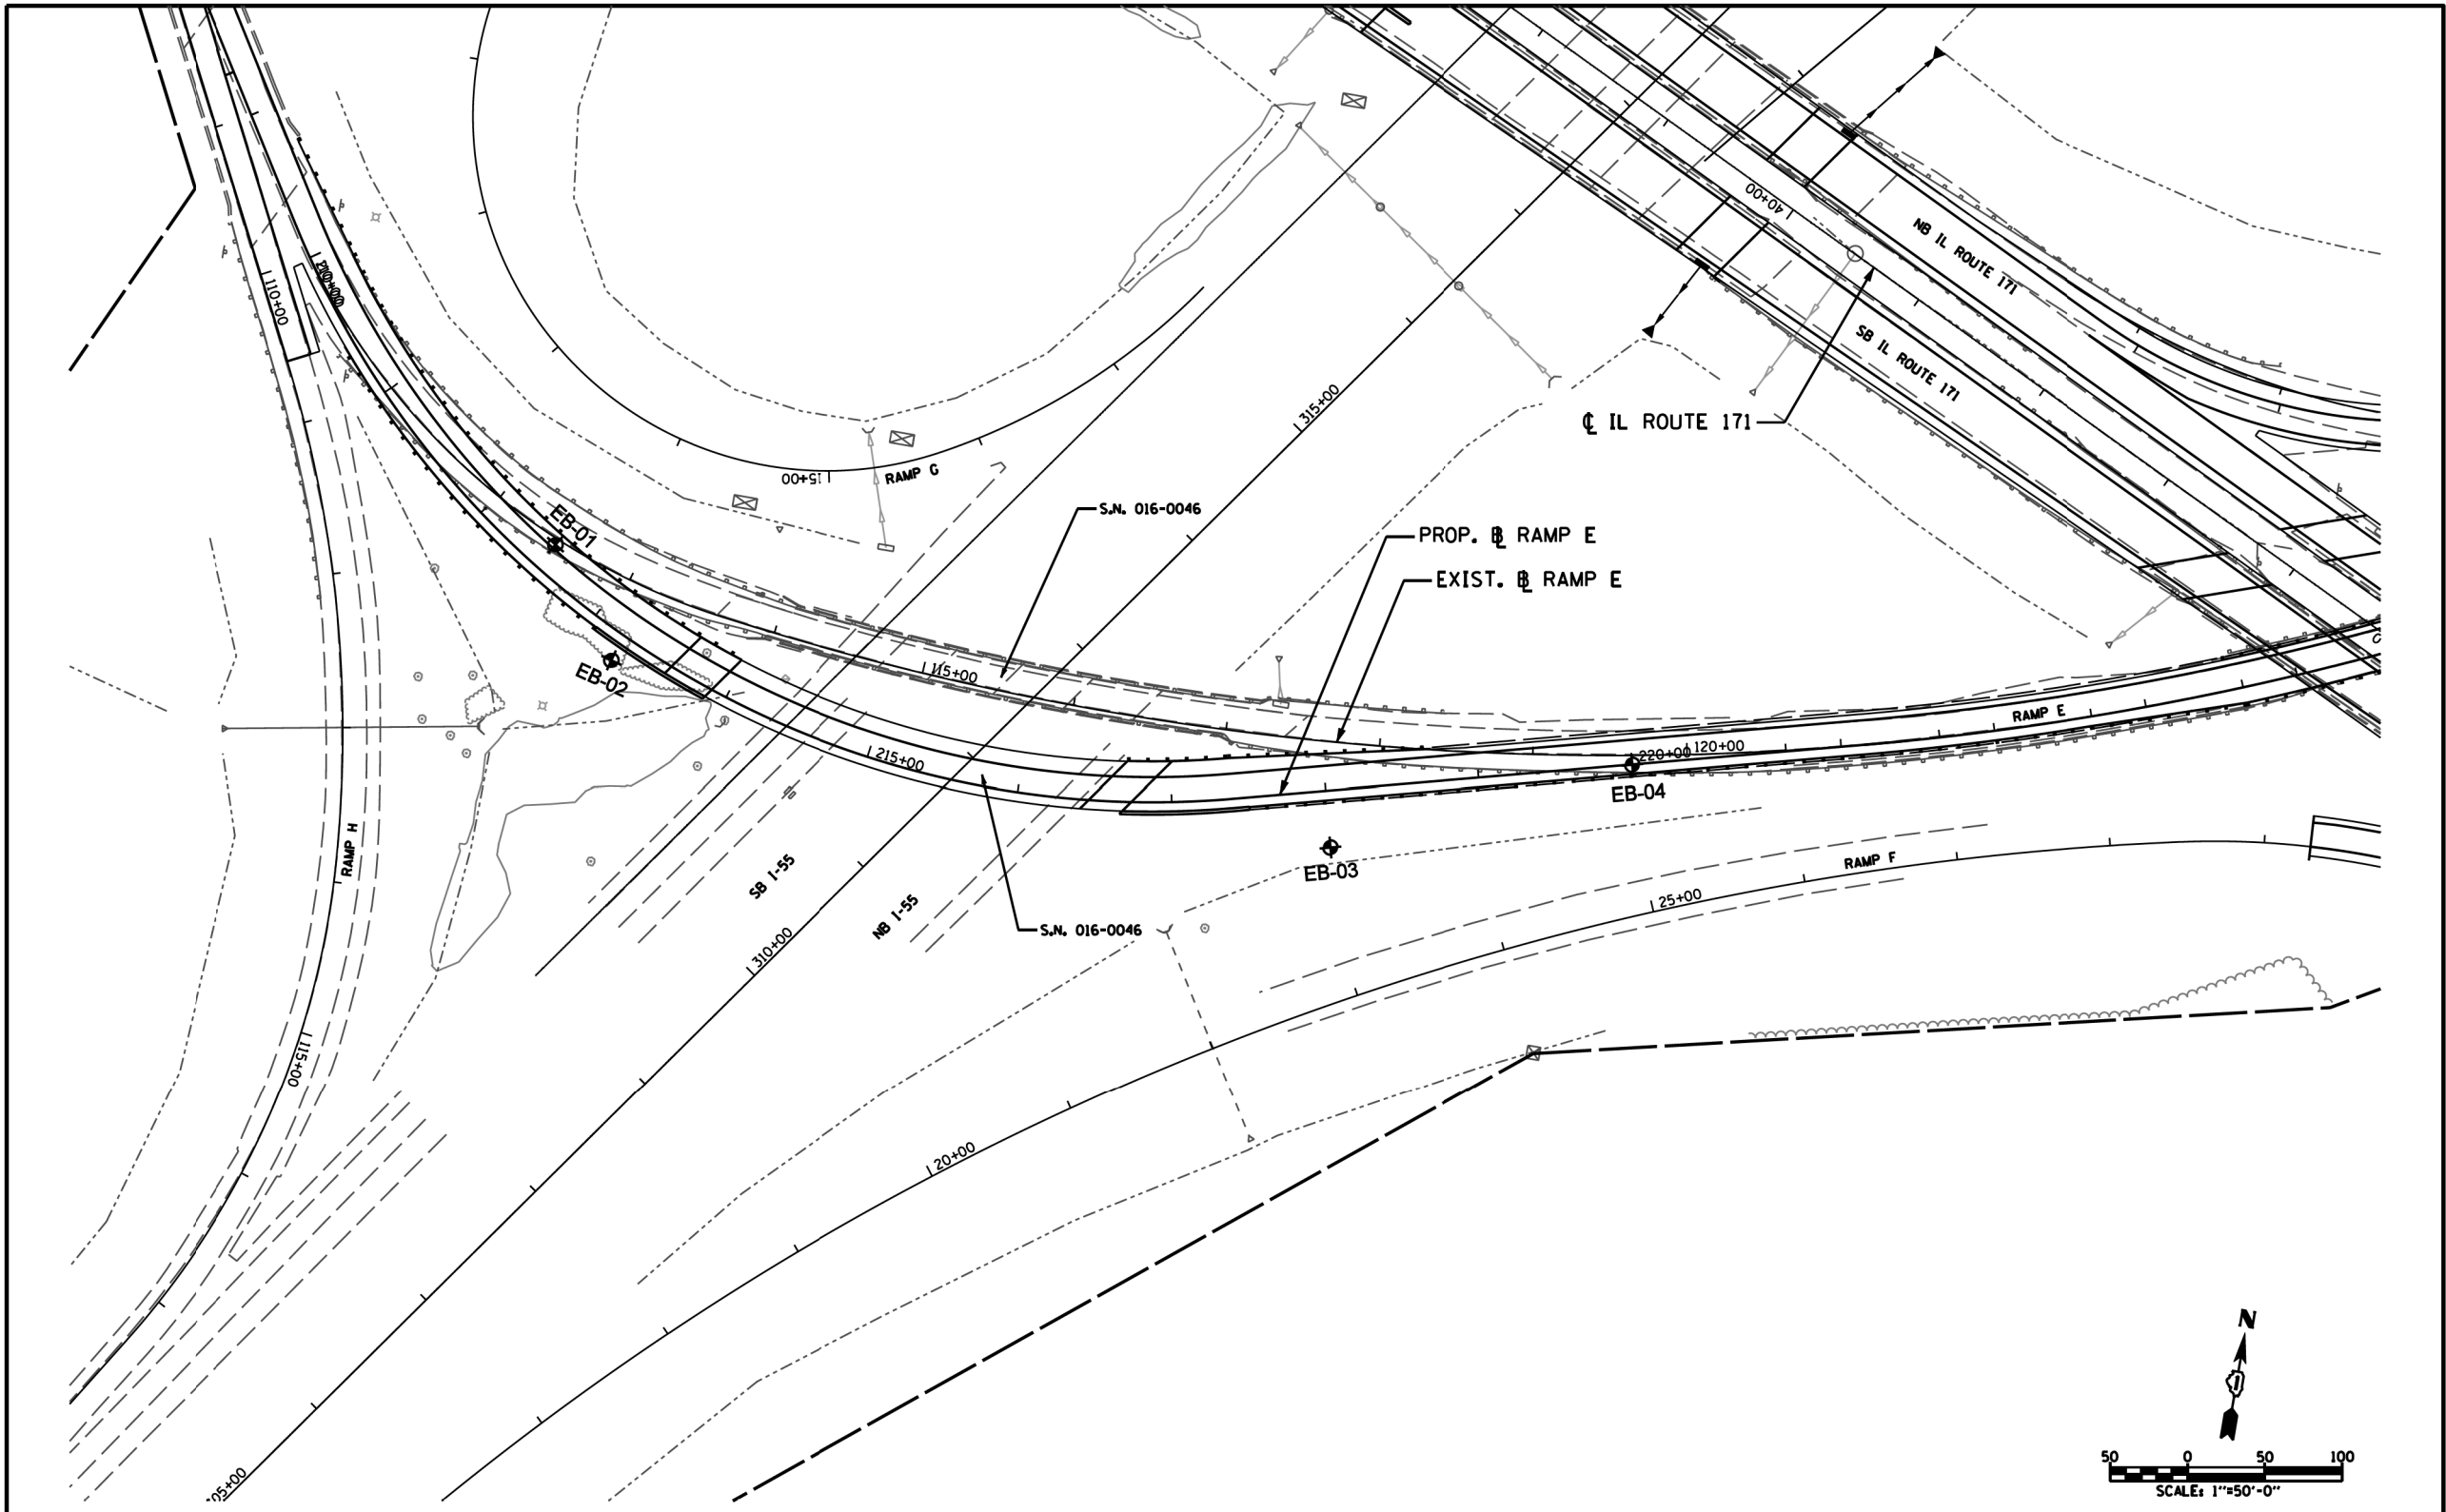 40+00
NB IL ROUTE 171
SB IL ROUTE 171
110+00
210+00
315+00
℄ IL ROUTE 171
15+00
RAMP G
S.N. 016-0046
EB-01
PROP. ⅊ RAMP E
EXIST. ⅊ RAMP E
EB-02
115+00
RAMP E
215+00
220+00
120+00
EB-04
RAMP H
SB I-55
EB-03
RAMP F
NB I-55
25+00
S.N. 016-0046
310+00
115+00
20+00
N
50 0 50 100
SCALE: 1"=50'-0"